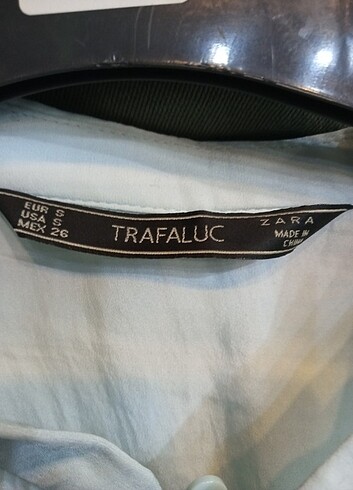 EUR S
USA S
MEX 26
TRAFALUC
ZARA
MADE IN
CHINA